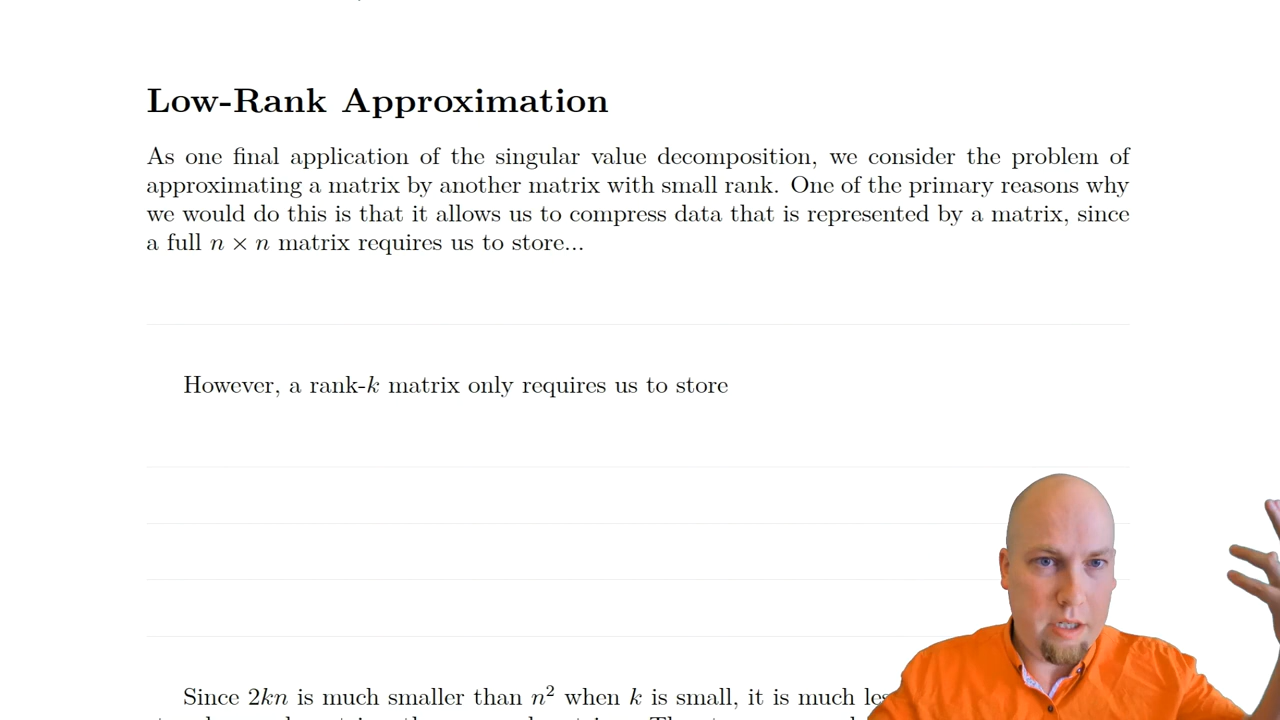 Low-Rank Approximation
As one final application of the singular value decomposition, we consider the problem of
approximating a matrix by another matrix with small rank. One of the primary reasons why
we would do this is that it allows us to compress data that is represented by a matrix, since
a full n × n matrix requires us to store...
However, a rank-k matrix only requires us to store
Since 2kn is much smaller than n² when k is small, it is much